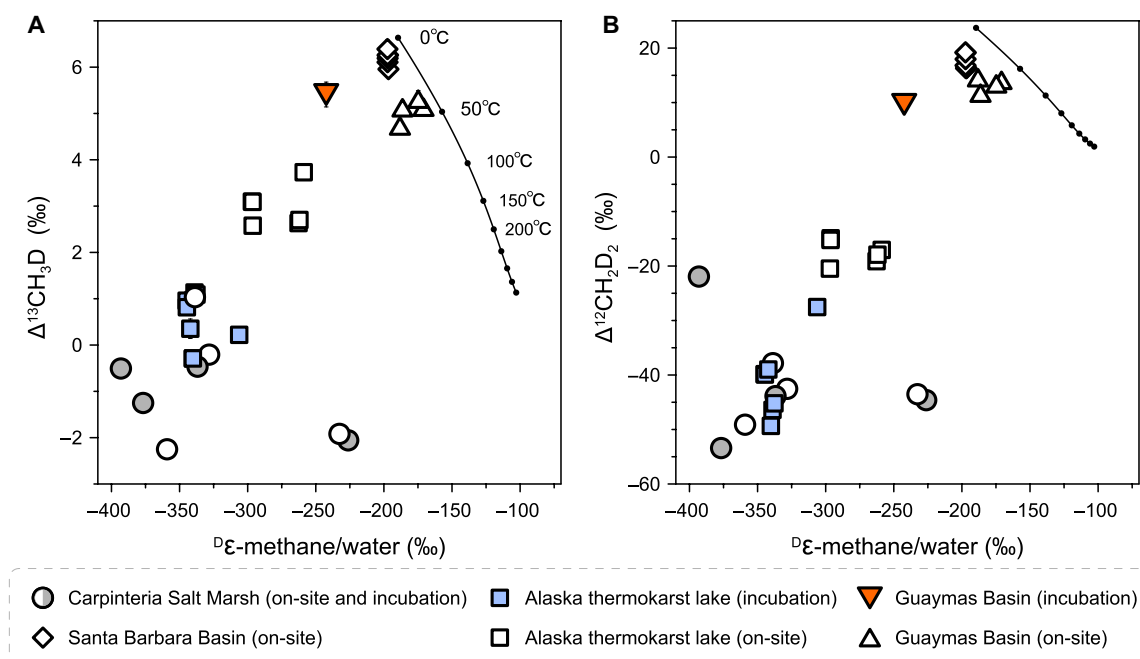 A
B
0°C
50°C
100°C
150°C
200°C
6
4
2
0
−2
Δ¹³CH₃D (‰)
−400 −350 −300 −250 −200 −150 −100
ᴰε-methane/water (‰)
20
0
−20
−40
−60
Δ¹²CH₂D₂ (‰)
−400 −350 −300 −250 −200 −150 −100
ᴰε-methane/water (‰)
Carpinteria Salt Marsh (on-site and incubation) Alaska thermokarst lake (incubation) Guaymas Basin (incubation)
Santa Barbara Basin (on-site) Alaska thermokarst lake (on-site) Guaymas Basin (on-site)